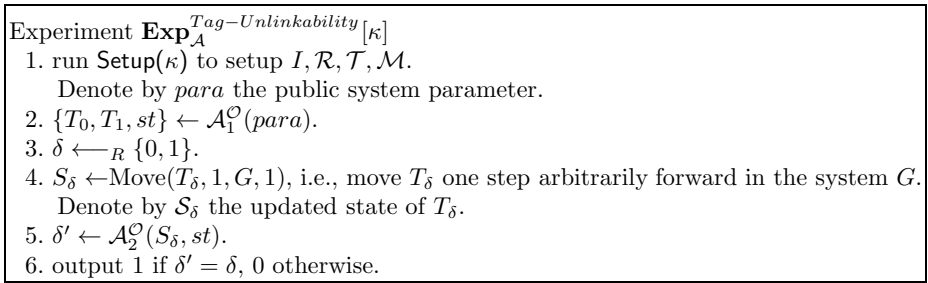 Experiment Exp_A^{Tag−Unlinkability}[κ]
1. run Setup(κ) to setup I, R, T, M.
Denote by para the public system parameter.
2. {T_0, T_1, st} ← A_1^O(para).
3. δ ⟵_R {0, 1}.
4. S_δ ←Move(T_δ, 1, G, 1), i.e., move T_δ one step arbitrarily forward in the system G.
Denote by S_δ the updated state of T_δ.
5. δ′ ← A_2^O(S_δ, st).
6. output 1 if δ′ = δ, 0 otherwise.